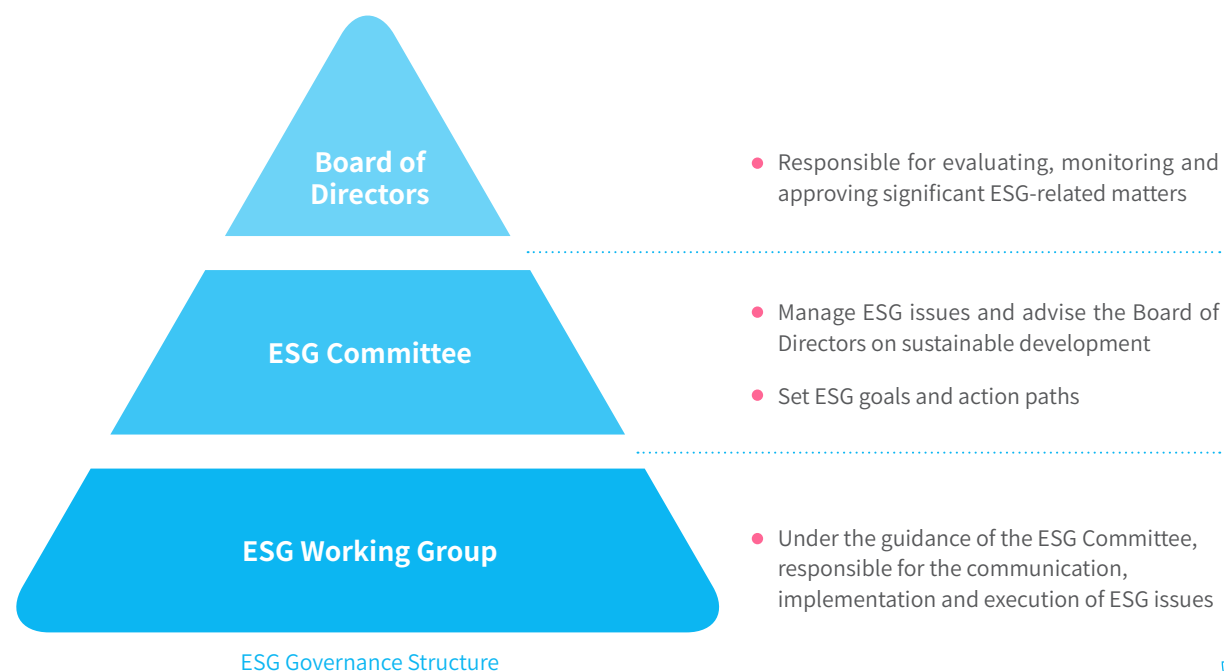 Board of
Directors
● Responsible for evaluating, monitoring and
approving significant ESG-related matters
ESG Committee
● Manage ESG issues and advise the Board of
Directors on sustainable development
● Set ESG goals and action paths
ESG Working Group
● Under the guidance of the ESG Committee,
responsible for the communication,
implementation and execution of ESG issues
ESG Governance Structure